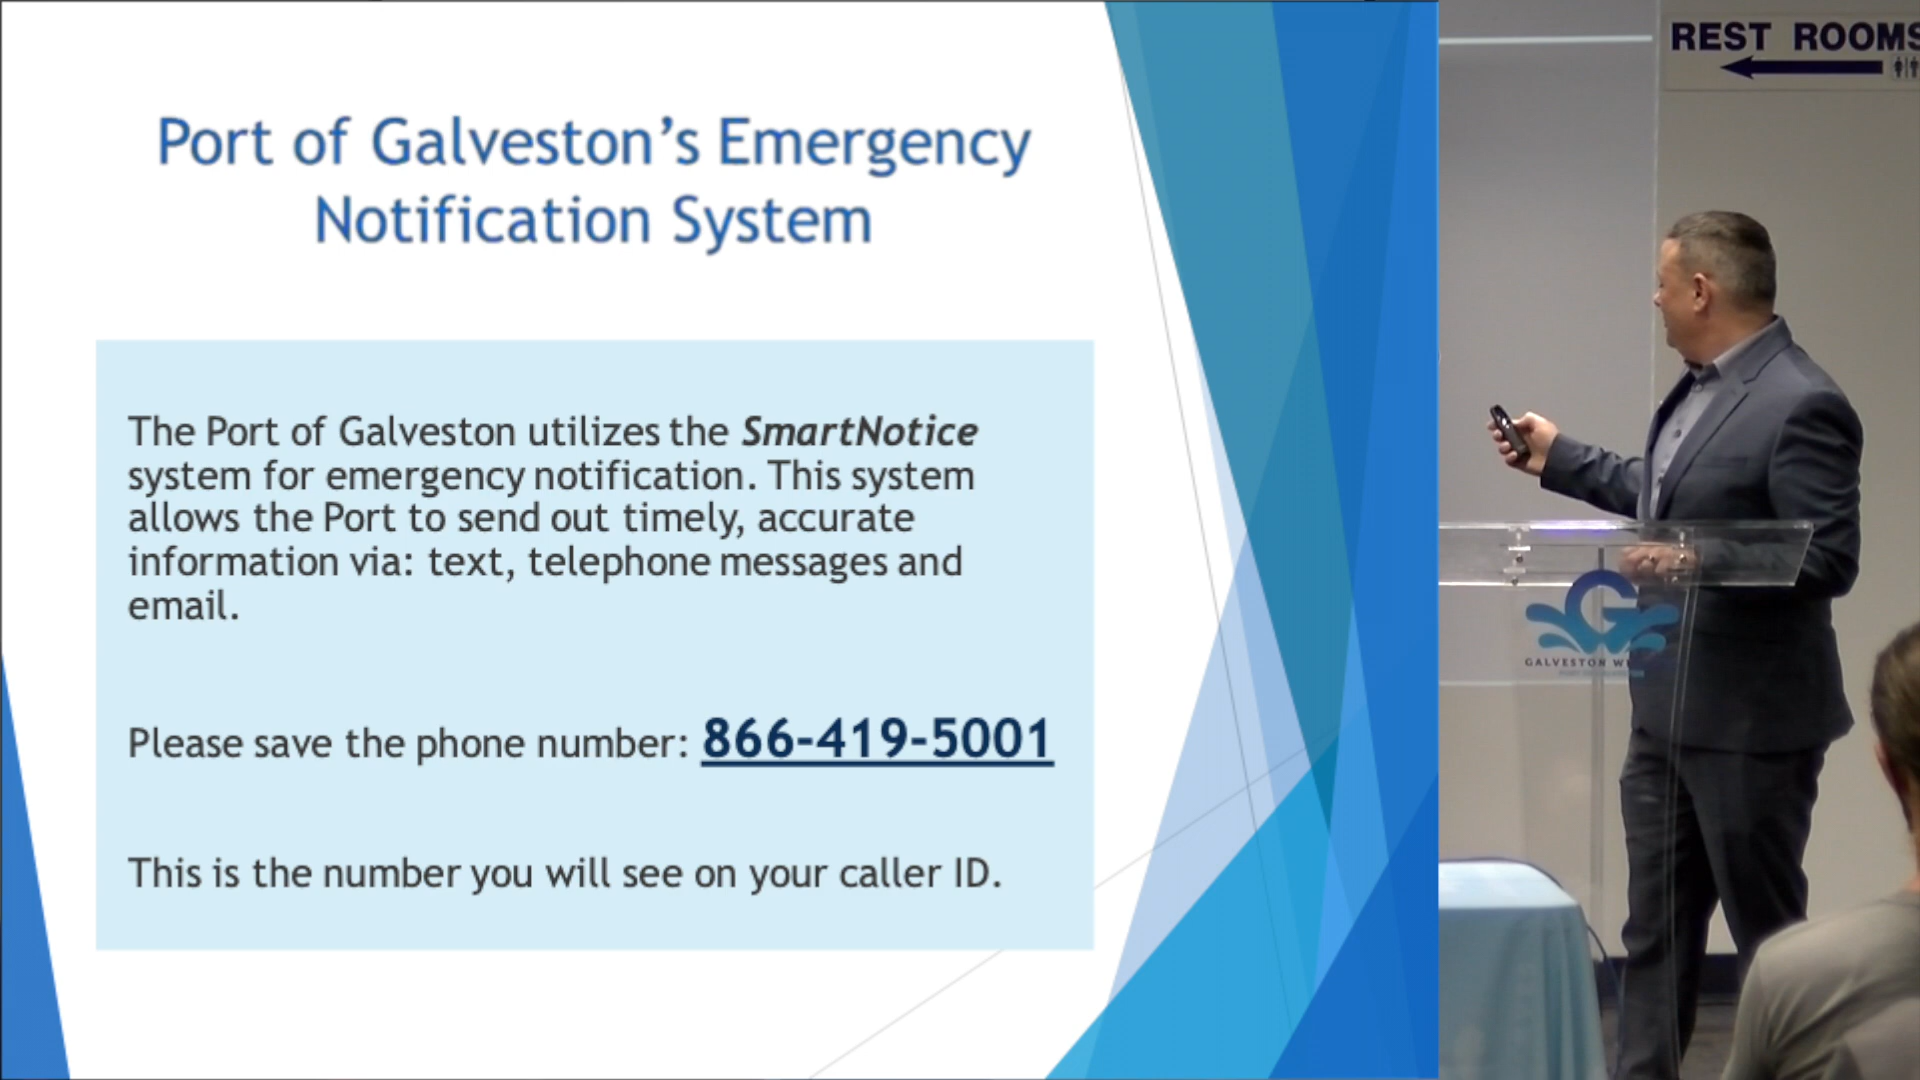 Port of Galveston’s Emergency
Notification System
The Port of Galveston utilizes the SmartNotice
system for emergency notification. This system
allows the Port to send out timely, accurate
information via: text, telephone messages and
email.
Please save the phone number: 866-419-5001
This is the number you will see on your caller ID.
REST ROOMS
G
GALVESTON